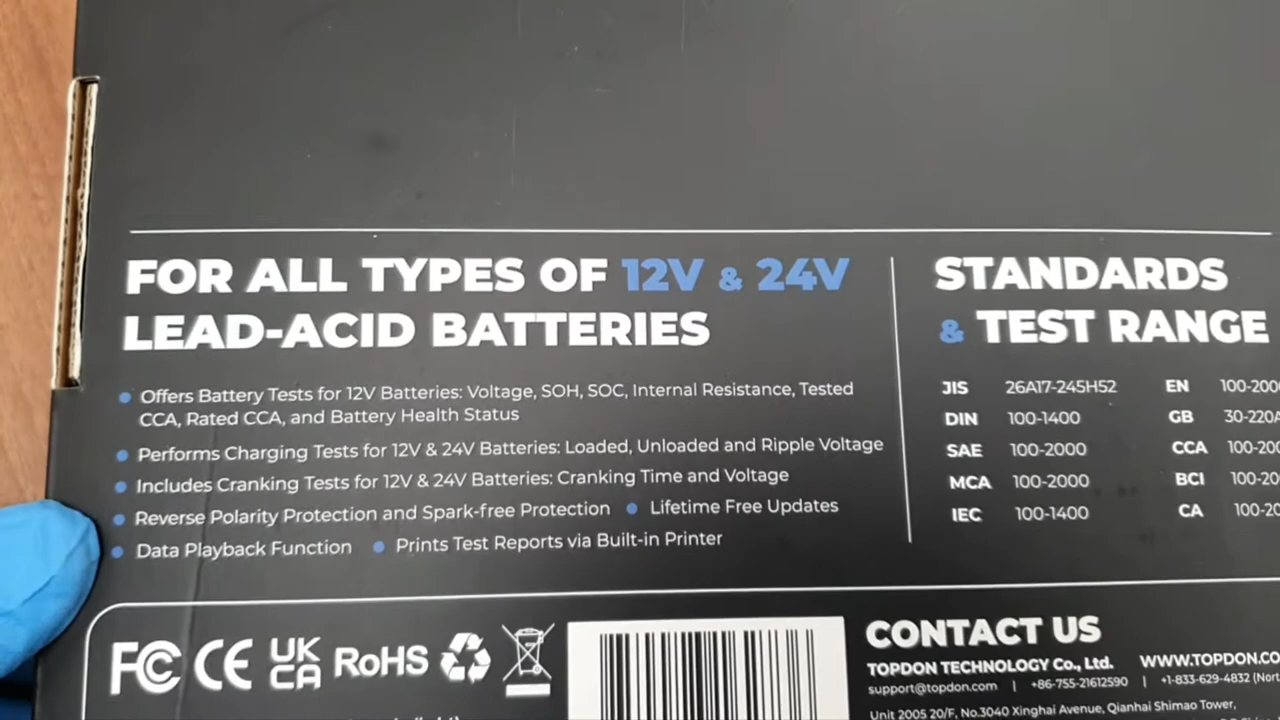 FOR ALL TYPES OF 12V & 24V
LEAD-ACID BATTERIES
Offers Battery Tests for 12V Batteries: Voltage, SOH, SOC, Internal Resistance, Tested
CCA, Rated CCA, and Battery Health Status
Performs Charging Tests for 12V & 24V Batteries: Loaded, Unloaded and Ripple Voltage
Includes Cranking Tests for 12V & 24V Batteries: Cranking Time and Voltage
Reverse Polarity Protection and Spark-free Protection
Lifetime Free Updates
Data Playback Function
Prints Test Reports via Built-in Printer
STANDARDS
& TEST RANGE
JIS 26A17-245H52 EN
DIN 100-1400 GB
SAE 100-2000 CCA
MCA 100-2000 BCI
IEC 100-1400 CA
FC CE UK
CA RoHS
CONTACT US
TOPDON TECHNOLOGY Co., Ltd.
support@topdon.com | +86-755-21612590 | +1-833-629-4832
Unit 2005 20/F, No.3040 Xinghai Avenue, Qianhai Shimao Tower,